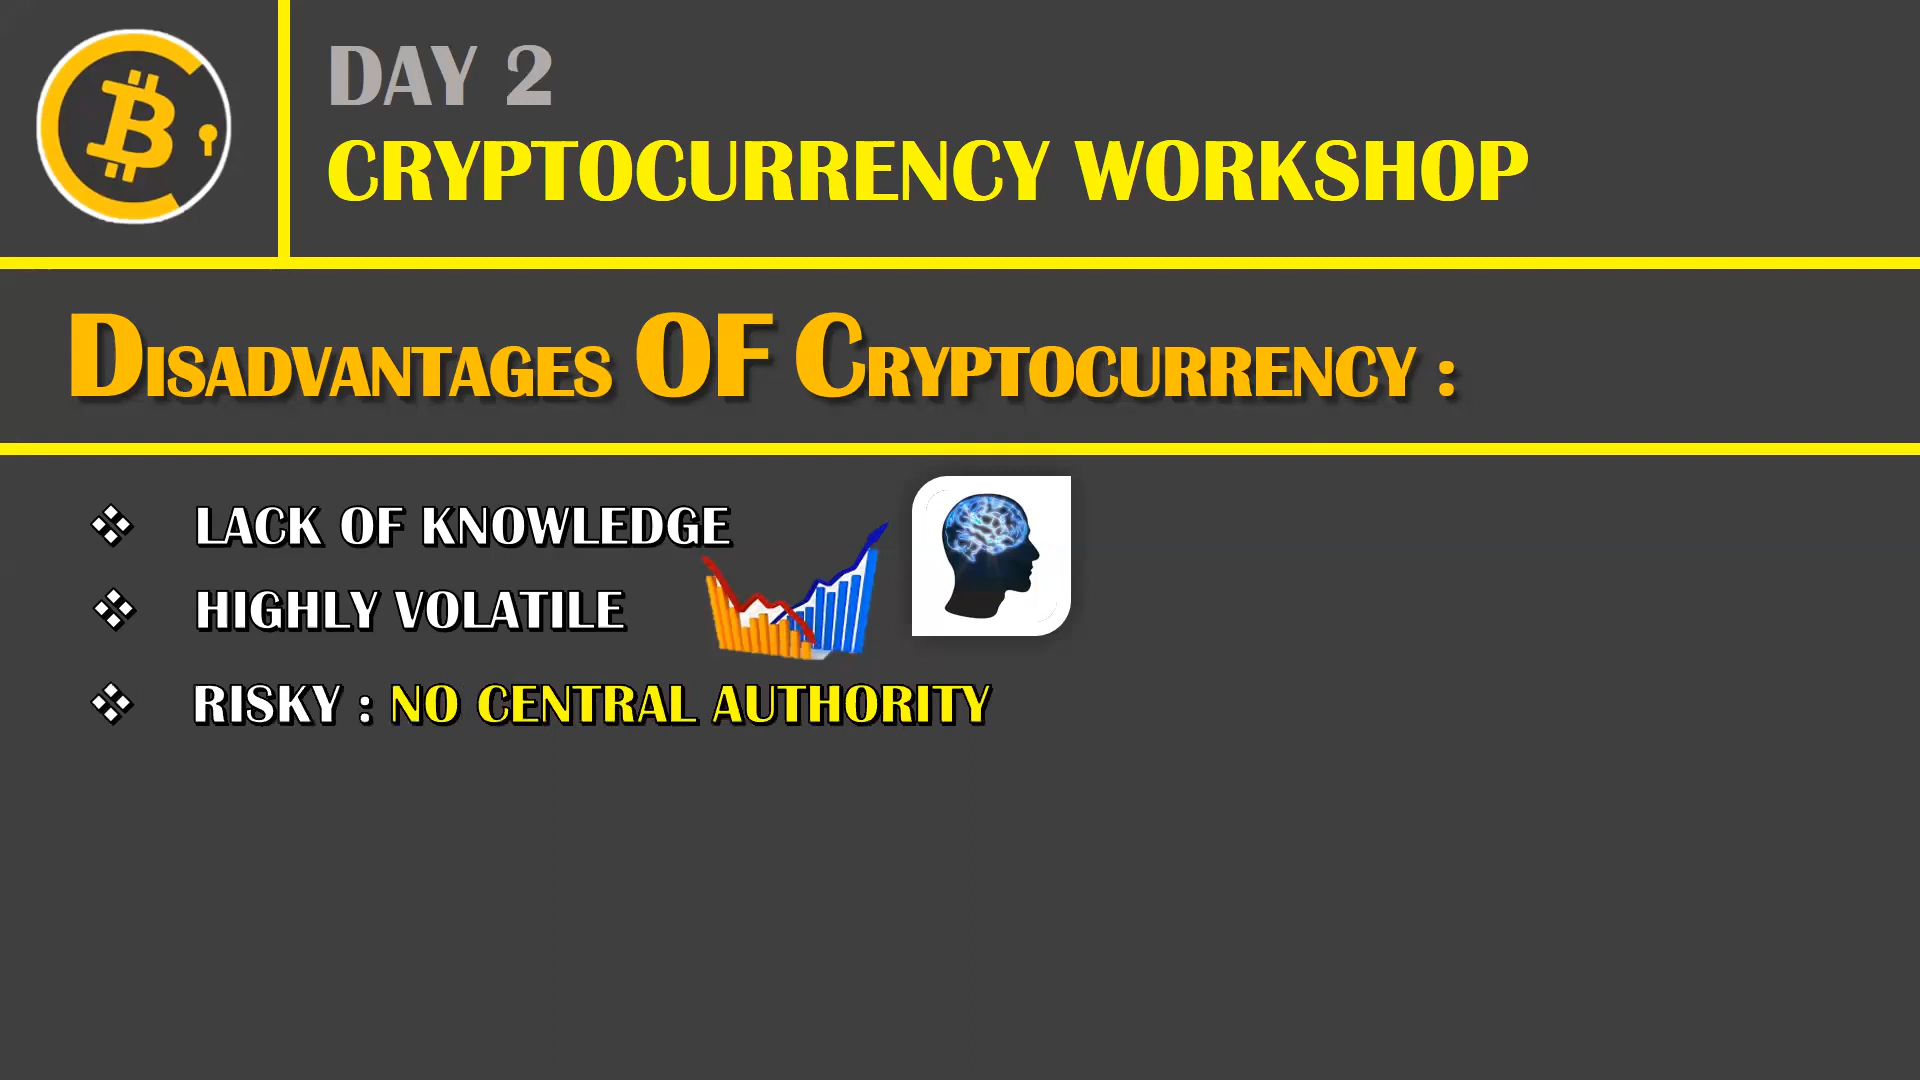 DAY 2
CRYPTOCURRENCY WORKSHOP
DISADVANTAGES OF CRYPTOCURRENCY :
❖ LACK OF KNOWLEDGE
❖ HIGHLY VOLATILE
❖ RISKY : NO CENTRAL AUTHORITY